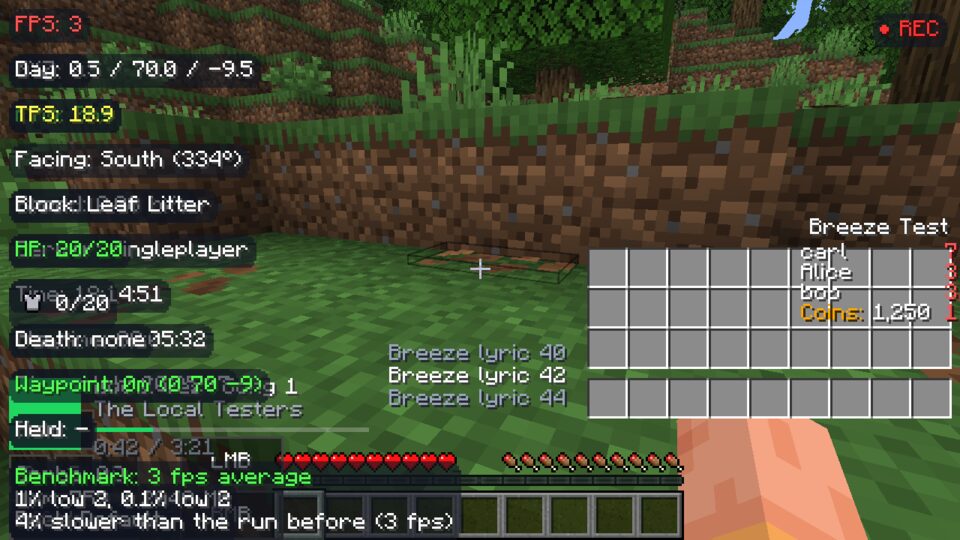 FPS: 3
REC
Day: 0.5 / 70.0 / -9.5
TPS: 18.9
Facing: South (334°)
Block: Leaf Litter
HP: 20/20
ingleplayer
4:51
0/20
Death: none
05:32
Waypoint: 0m (0 70 -9)
g 1
The Local Testers
Held: -
0:42 / 3:21
LMB
Benchmark: 3 fps average
1% low 2, 0.1% low 2
4% slower than the run before (3 fps)
Breeze lyric 40
Breeze lyric 42
Breeze lyric 44
Breeze Test
carl 7
Alice 3
bob
Coins: 1,250 1